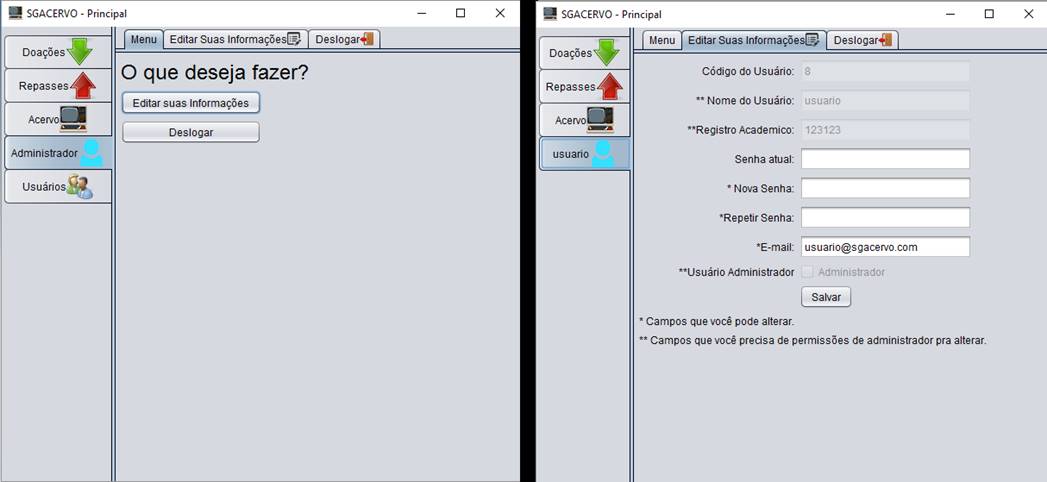 SGACERVO - Principal
Doações
Repasses
Acervo
Administrador
Usuários
Menu
Editar Suas Informações
Deslogar
O que deseja fazer?
Editar suas Informações
Deslogar
SGACERVO - Principal
Doações
Repasses
Acervo
usuario
Menu
Editar Suas Informações
Deslogar
Código do Usuário: 8
** Nome do Usuário: usuario
**Registro Academico: 123123
Senha atual:
* Nova Senha:
*Repetir Senha:
*E-mail: usuario@sgacervo.com
**Usuário Administrador Administrador
Salvar
* Campos que você pode alterar.
** Campos que você precisa de permissões de administrador pra alterar.